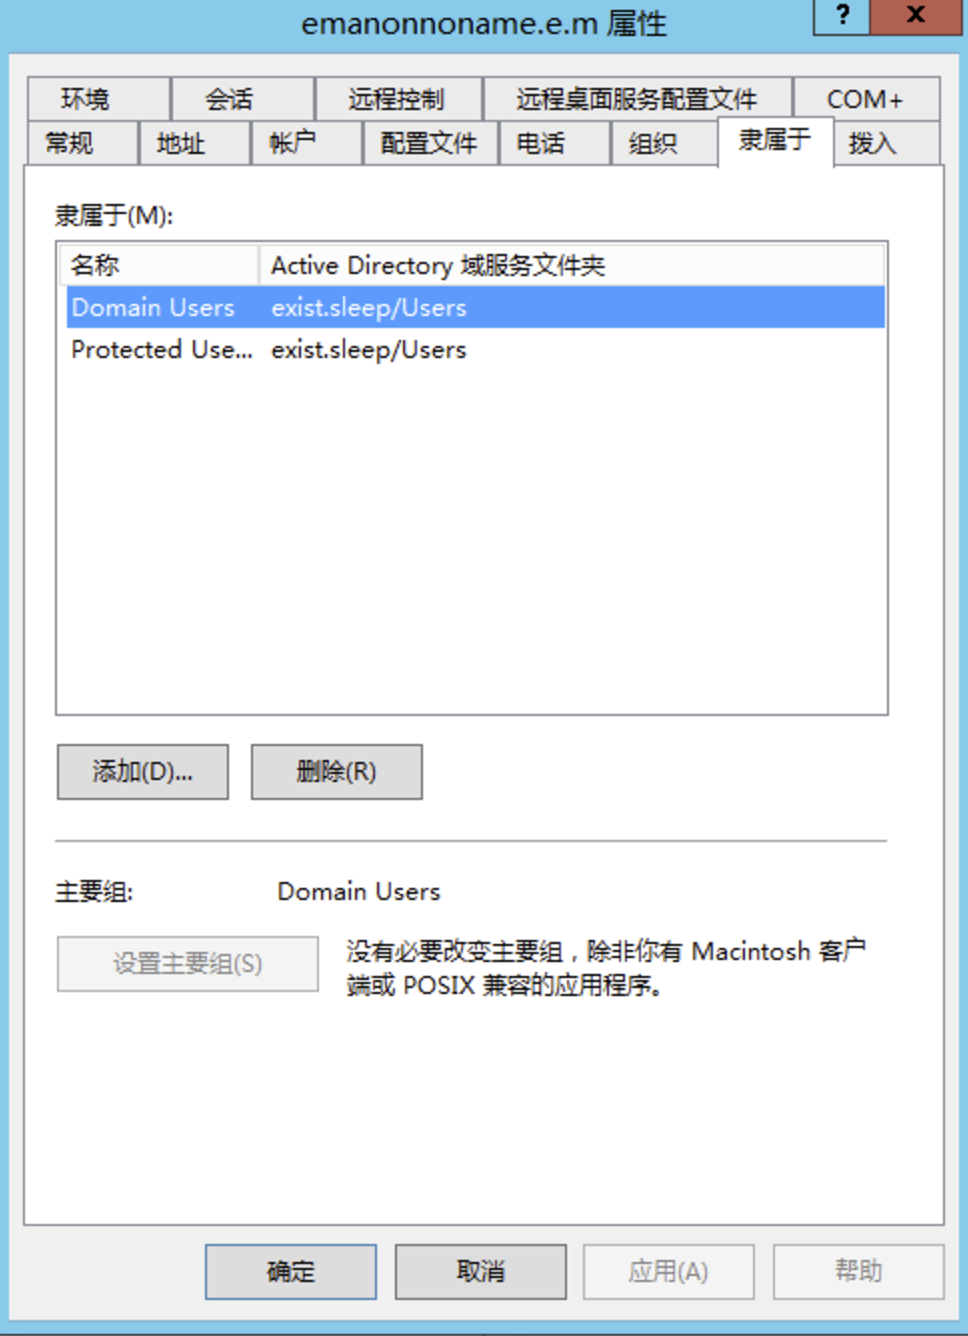 emanonnoname.e.m 属性
?
x
环境 会话 远程控制 远程桌面服务配置文件 COM+
常规 地址 帐户 配置文件 电话 组织 隶属于 拨入
隶属于(M):
名称 Active Directory 域服务文件夹
Domain Users exist.sleep/Users
Protected Use... exist.sleep/Users
添加(D)... 删除(R)
主要组: Domain Users
设置主要组(S)
没有必要改变主要组，除非你有 Macintosh 客户
端或 POSIX 兼容的应用程序。
确定 取消 应用(A) 帮助